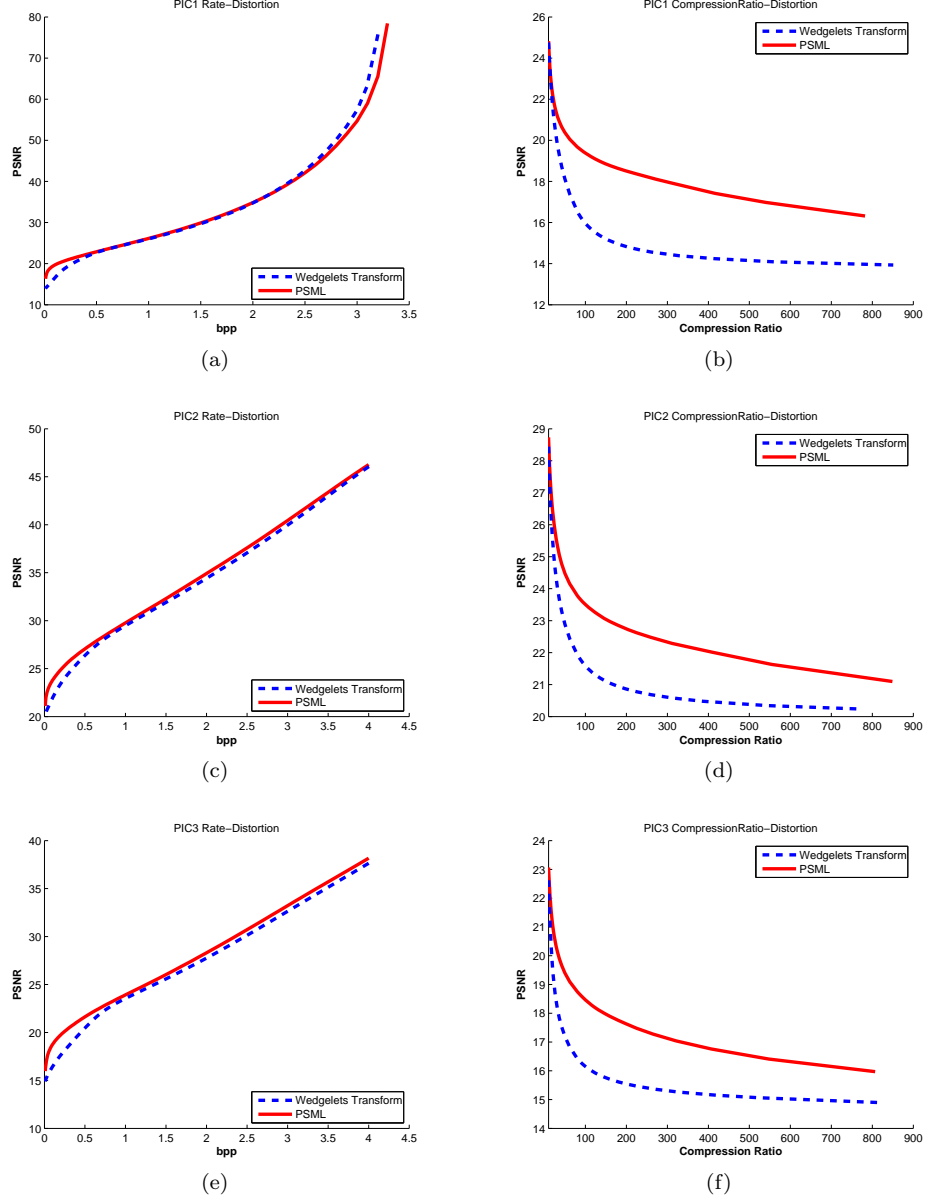 PIC1 Rate−Distortion
80
70
60
50
40
30
20
10
PSNR
0
0.5
1
1.5
2
2.5
3
3.5
bpp
Wedgelets Transform
PSML
(a)
PIC1 CompressionRatio−Distortion
26
24
22
20
18
16
14
12
PSNR
100
200
300
400
500
600
700
800
900
Compression Ratio
Wedgelets Transform
PSML
(b)
PIC2 Rate−Distortion
50
45
40
35
30
25
20
PSNR
0
0.5
1
1.5
2
2.5
3
3.5
4
4.5
bpp
Wedgelets Transform
PSML
(c)
PIC2 CompressionRatio−Distortion
29
28
27
26
25
24
23
22
21
20
PSNR
100
200
300
400
500
600
700
800
900
Compression Ratio
Wedgelets Transform
PSML
(d)
PIC3 Rate−Distortion
40
35
30
25
20
15
10
PSNR
0
0.5
1
1.5
2
2.5
3
3.5
4
4.5
bpp
Wedgelets Transform
PSML
(e)
PIC3 CompressionRatio−Distortion
24
23
22
21
20
19
18
17
16
15
14
PSNR
100
200
300
400
500
600
700
800
900
Compression Ratio
Wedgelets Transform
PSML
(f)